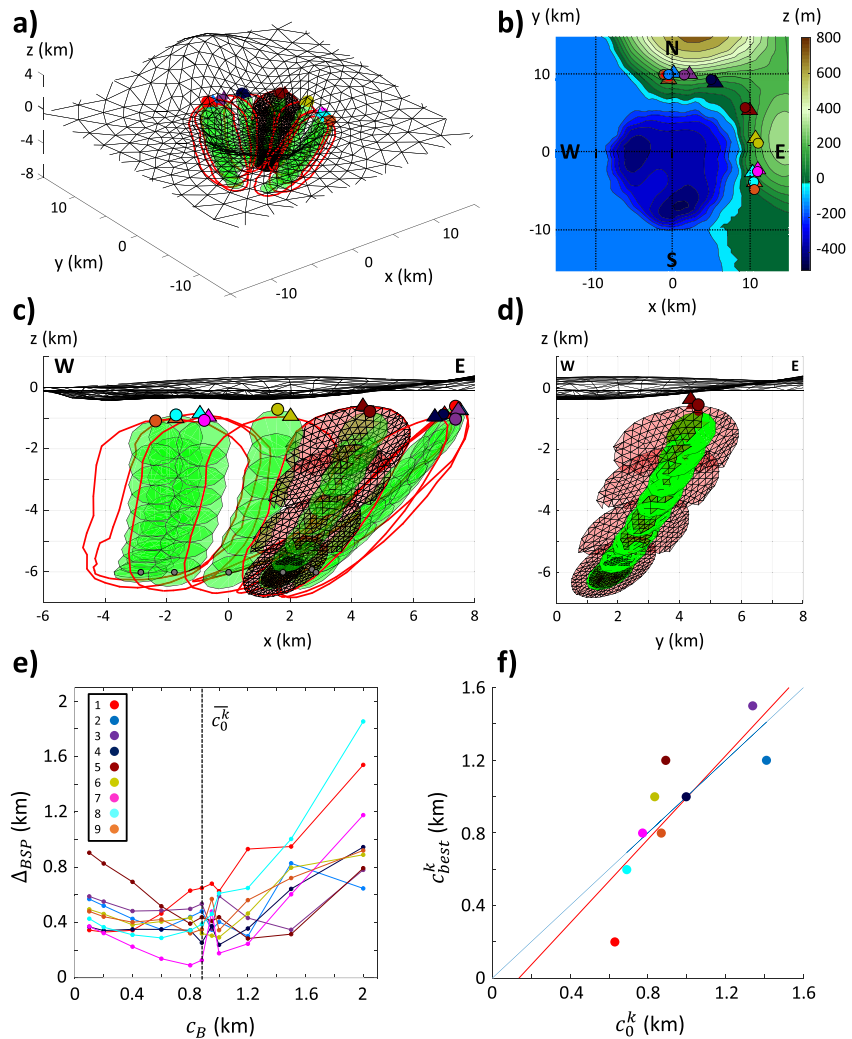 a)
z (km)
4
0
-4
-8
10
0
-10
y (km)
-10
0
10
x (km)
b)
y (km)
z (m)
N
W
E
S
10
0
-10
-10
0
10
x (km)
800
600
400
200
0
-200
-400
c)
z (km)
W
E
0
-2
-4
-6
-6
-4
-2
0
2
4
6
8
x (km)
d)
z (km)
W
E
0
-2
-4
-6
0
2
4
6
8
y (km)
e)
2
1.6
1.2
0.8
0.4
0
Δ_BSP (km)
1
2
3
4
5
6
7
8
9
\overline{c_0^k}
0
0.4
0.8
1.2
1.6
2.0
c_B (km)
f)
1.6
1.2
0.8
0.4
0
c_{best}^k (km)
0
0.4
0.8
1.2
1.6
c_0^k (km)